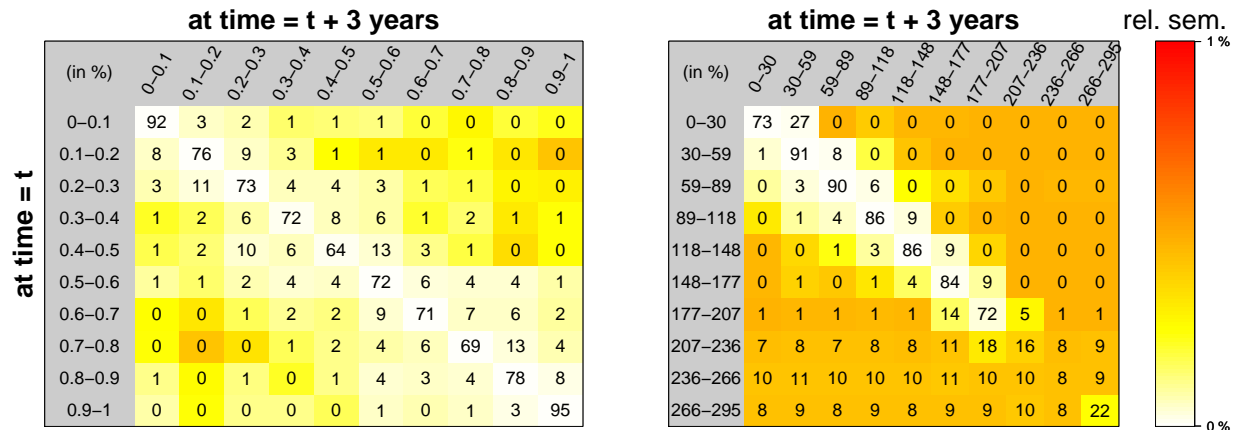 at time = t + 3 years
at time = t + 3 years
rel. sem.
at time = t
(in %) 0–0.1 0.1–0.2 0.2–0.3 0.3–0.4 0.4–0.5 0.5–0.6 0.6–0.7 0.7–0.8 0.8–0.9 0.9–1
0–0.1 92 3 2 1 1 1 0 0 0 0
0.1–0.2 8 76 9 3 1 1 0 1 0 0
0.2–0.3 3 11 73 4 4 3 1 1 0 0
0.3–0.4 1 2 6 72 8 6 1 2 1 1
0.4–0.5 1 2 10 6 64 13 3 1 0 0
0.5–0.6 1 1 2 4 4 72 6 4 4 1
0.6–0.7 0 0 1 2 2 9 71 7 6 2
0.7–0.8 0 0 0 1 2 4 6 69 13 4
0.8–0.9 1 0 1 0 1 4 3 4 78 8
0.9–1 0 0 0 0 0 1 0 1 3 95
(in %) 0–30 30–59 59–89 89–118 118–148 148–177 177–207 207–236 236–266 266–295
0–30 73 27 0 0 0 0 0 0 0 0
30–59 1 91 8 0 0 0 0 0 0 0
59–89 0 3 90 6 0 0 0 0 0 0
89–118 0 1 4 86 9 0 0 0 0 0
118–148 0 0 1 3 86 9 0 0 0 0
148–177 0 1 0 1 4 84 9 0 0 0
177–207 1 1 1 1 1 14 72 5 1 1
207–236 7 8 7 8 8 11 18 16 8 9
236–266 10 11 10 10 10 11 10 10 8 9
266–295 8 9 8 9 8 9 9 10 8 22
1 %
0 %